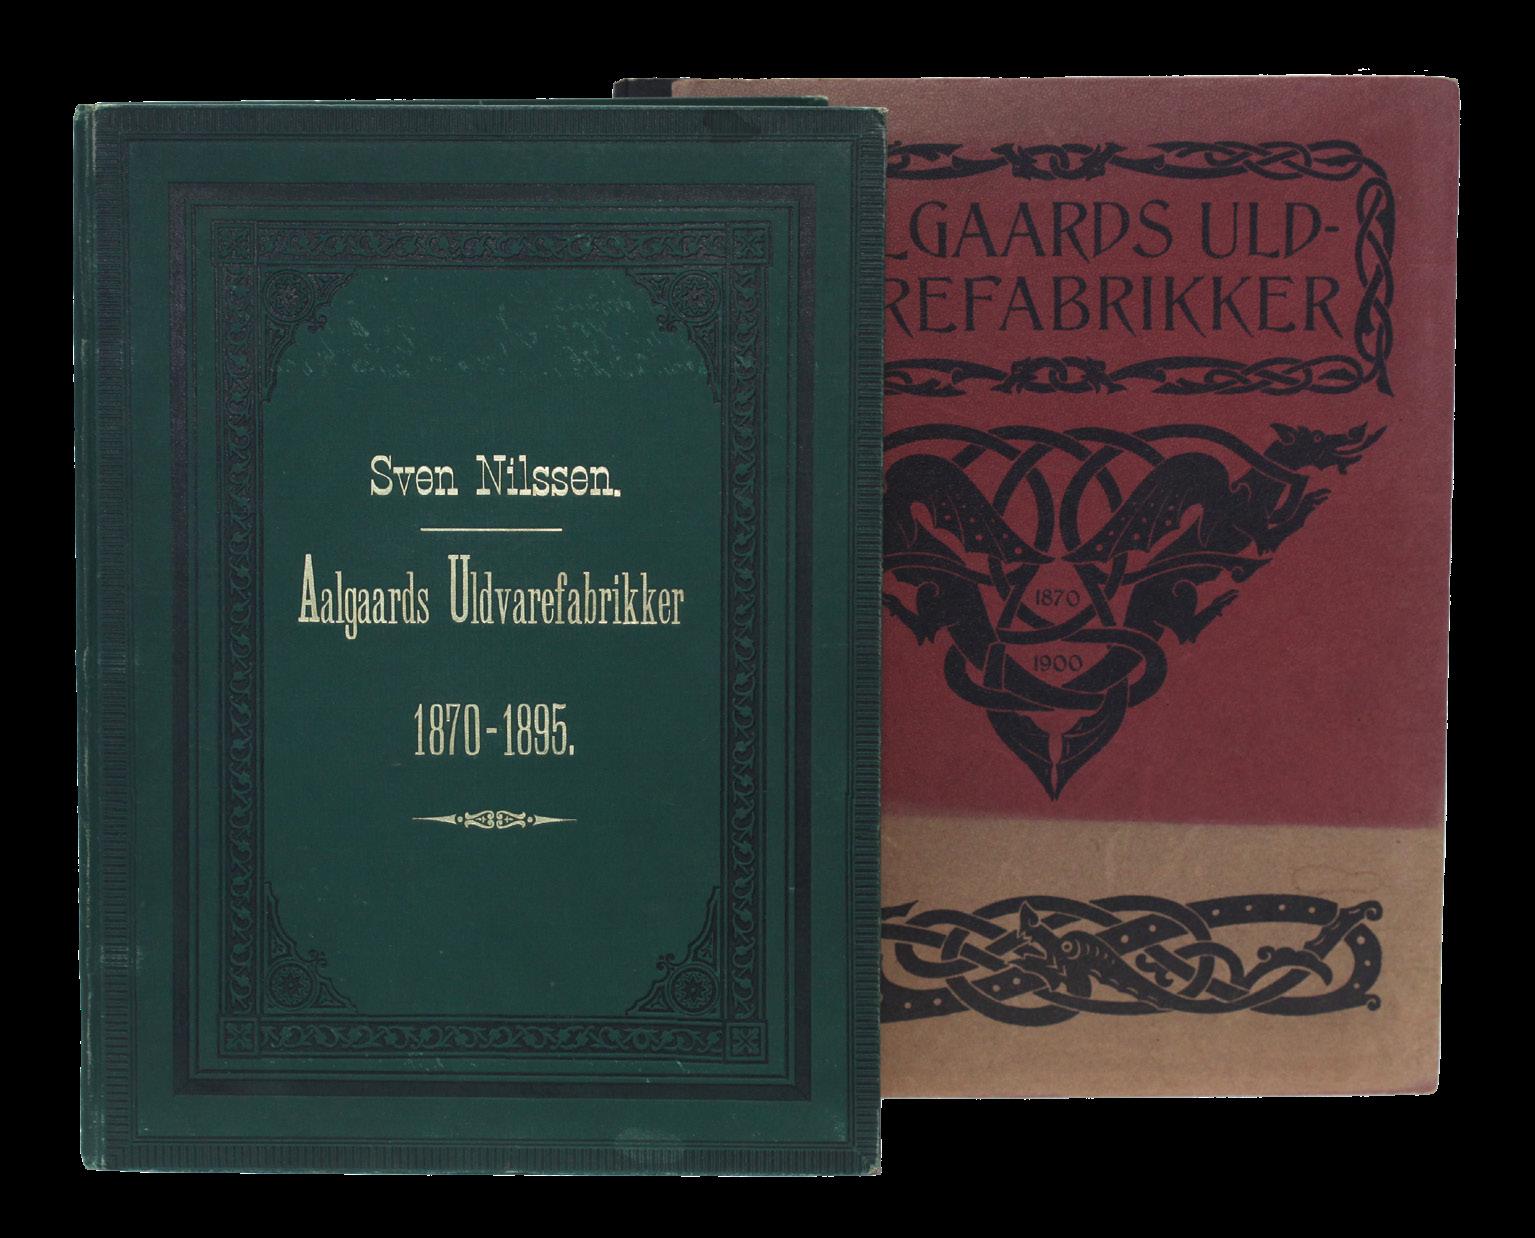 Sven Nilssen.
Aalgaards Uldvarefabrikker
1870-1895.
LGAARDS ULD-
REFABRIKKER
1870
1900